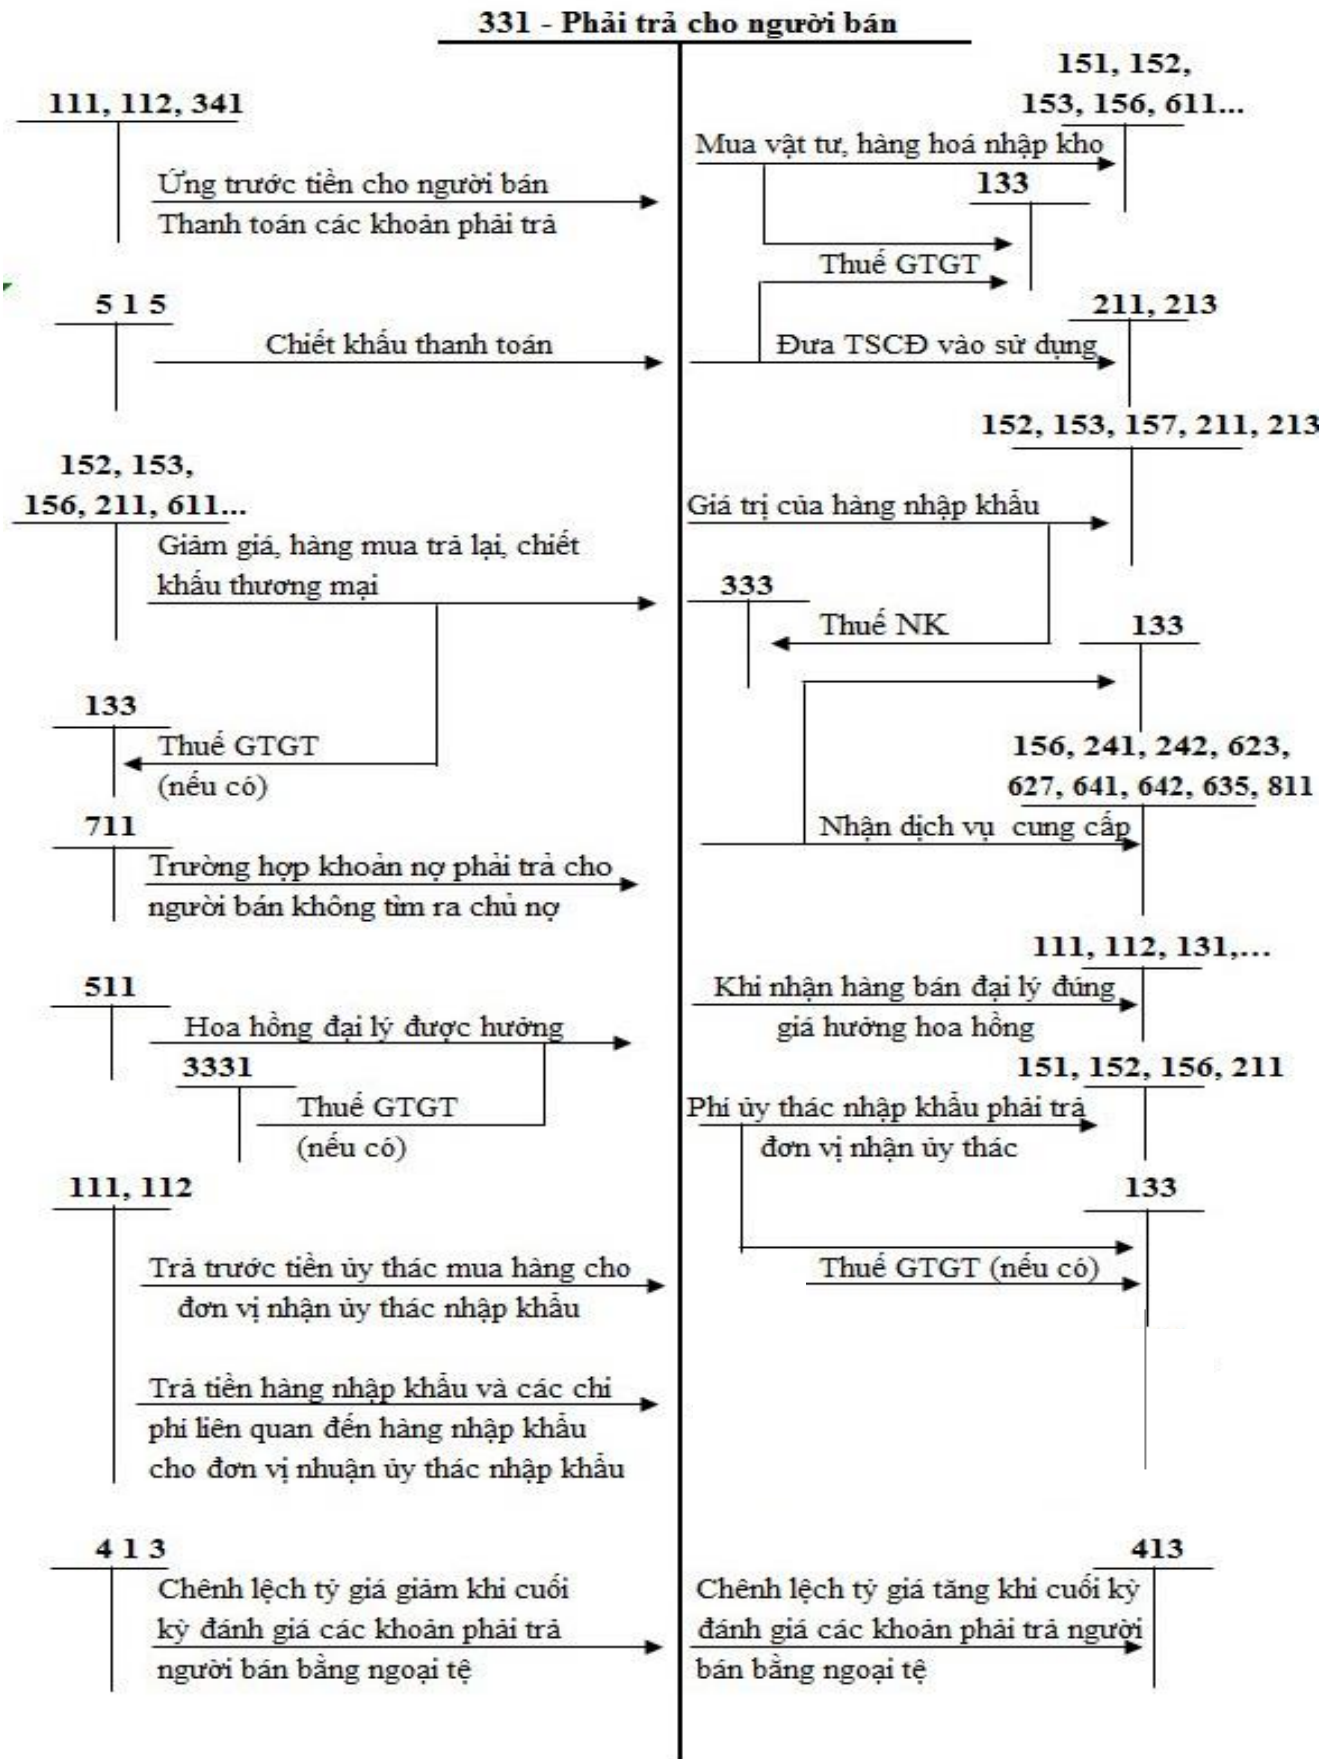 331 - Phải trả cho người bán
111, 112, 341
Ứng trước tiền cho người bán
Thanh toán các khoản phải trả
5 1 5
Chiết khấu thanh toán
152, 153,
156, 211, 611...
Giảm giá, hàng mua trả lại, chiết
khấu thương mại
133
Thuế GTGT
(nếu có)
711
Trường hợp khoản nợ phải trả cho
người bán không tìm ra chủ nợ
511
Hoa hồng đại lý được hưởng
3331
Thuế GTGT
(nếu có)
111, 112
Trả trước tiền ủy thác mua hàng cho
đơn vị nhận ủy thác nhập khẩu
Trả tiền hàng nhập khẩu và các chi
phí liên quan đến hàng nhập khẩu
cho đơn vị nhuận ủy thác nhập khẩu
4 1 3
Chênh lệch tỷ giá giảm khi cuối
kỳ đánh giá các khoản phải trả
người bán bằng ngoại tệ
151, 152,
153, 156, 611...
Mua vật tư, hàng hoá nhập kho
133
Thuế GTGT
211, 213
Đưa TSCĐ vào sử dụng
152, 153, 157, 211, 213
Giá trị của hàng nhập khẩu
333
Thuế NK
133
156, 241, 242, 623,
627, 641, 642, 635, 811
Nhận dịch vụ cung cấp
111, 112, 131,...
Khi nhận hàng bán đại lý đúng
giá hưởng hoa hồng
151, 152, 156, 211
Phí ủy thác nhập khẩu phải trả
đơn vị nhận ủy thác
133
Thuế GTGT (nếu có)
413
Chênh lệch tỷ giá tăng khi cuối kỳ
đánh giá các khoản phải trả người
bán bằng ngoại tệ